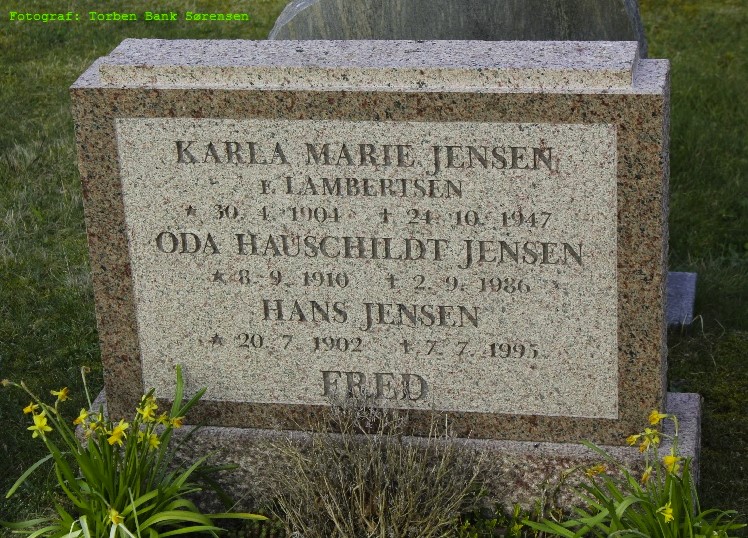 Fotograf: Torben Bank Sørensen
KARLA MARIE JENSEN
F. LAMBERTSEN
* 30. 4. 1904 † 24. 10. 1947
ODA HAUSCHILDT JENSEN
* 8. 9. 1910 † 2. 9. 1986
HANS JENSEN
* 20. 7. 1902 † 7. 7. 1995
FRED